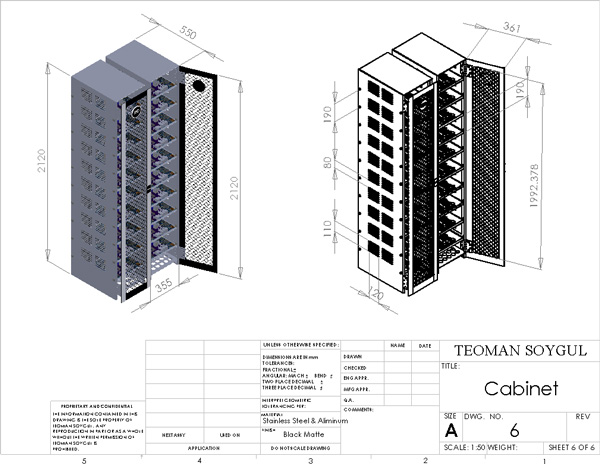 550
2120
2120
355
361
190
190
80
110
120
1992.378
UNLESS OTHERWISE SPECIFIED:
DIMENSIONS ARE IN mm
TOLERANCES:
FRACTIONAL±
ANGULAR: MACH± BEND ±
TWO PLACE DECIMAL ±
THREE PLACE DECIMAL ±
INTERPRET GEOMETRIC
TOLERANCING PER:
MATERIAL
Stainless Steel & Aliminum
FINISH
Black Matte
DO NOT SCALE DRAWING
NAME DATE
DRAWN
CHECKED
ENG APPR.
MFG APPR.
Q.A.
COMMENTS:
TEOMAN SOYGUL
TITLE:
Cabinet
SIZE DWG. NO. REV
A 6
SCALE: 1:50 WEIGHT: SHEET 6 OF 6
PROPRIETARY AND CONFIDENTIAL
THE INFORMATION CONTAINED IN THIS
DRAWING IS THE SOLE PROPERTY OF
TEOMAN SOYGUL. ANY
REPRODUCTION IN PART OR AS A WHOLE
WITHOUT THE WRITTEN PERMISSION OF
TEOMAN SOYGUL IS
PROHIBITED.
NEXT ASSY USED ON
APPLICATION
5 4 3 2 1